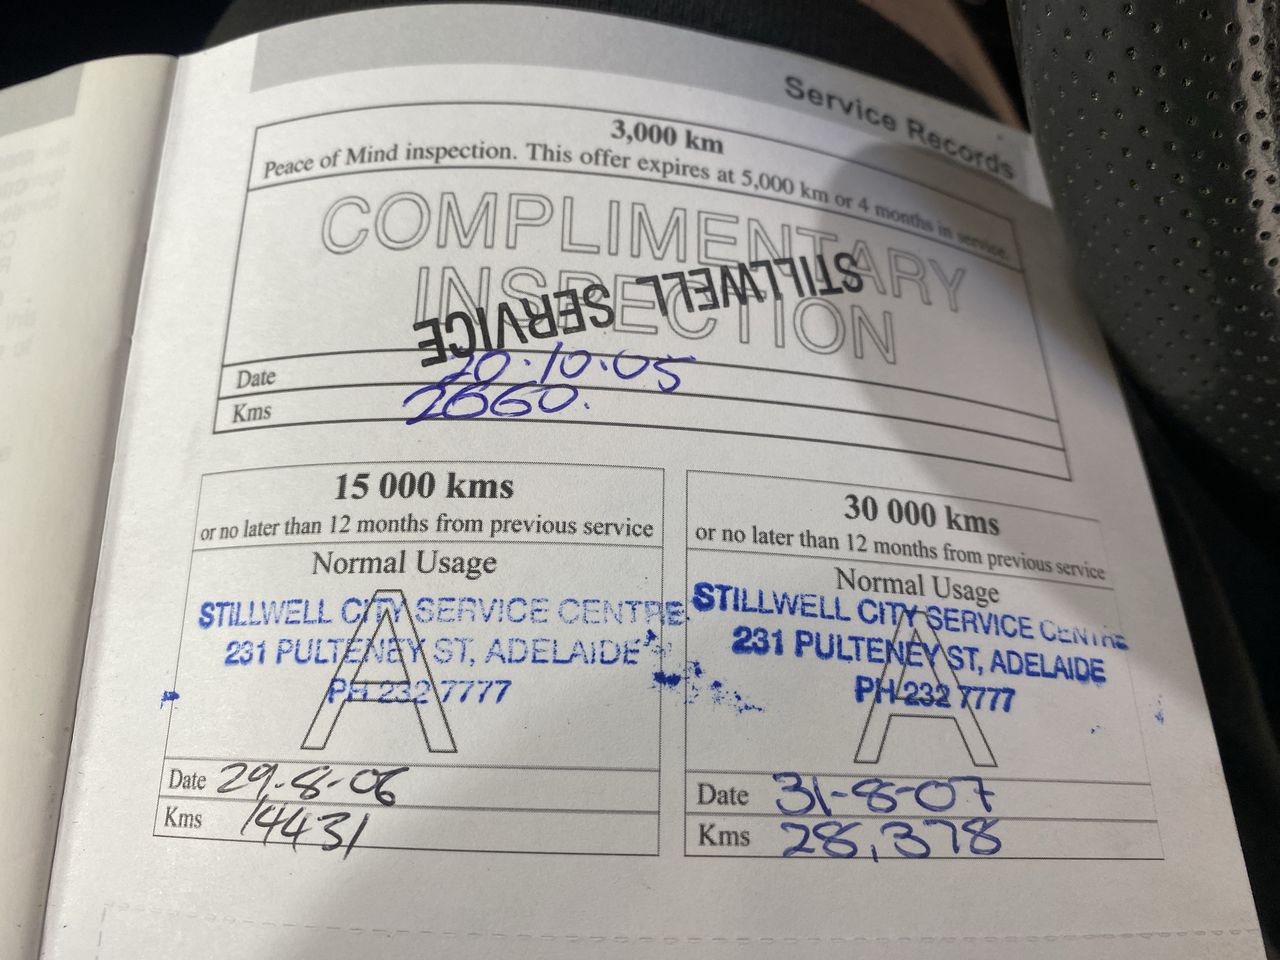 Service Records
3,000 km
Peace of Mind inspection. This offer expires at 5,000 km or 4 months in service.
COMPLIMENTARY
INSPECTION
STILLWELL SERVICE
Date 20.10.05
Kms 2660.
15 000 kms
or no later than 12 months from previous service
Normal Usage
A
STILLWELL CITY SERVICE CENTRE
231 PULTENEY ST, ADELAIDE
PH 232 7777
Date 29-8-06
Kms 14431
30 000 kms
or no later than 12 months from previous service
Normal Usage
A
STILLWELL CITY SERVICE CENTRE
231 PULTENEY ST, ADELAIDE
PH 232 7777
Date 31-8-07
Kms 28,378